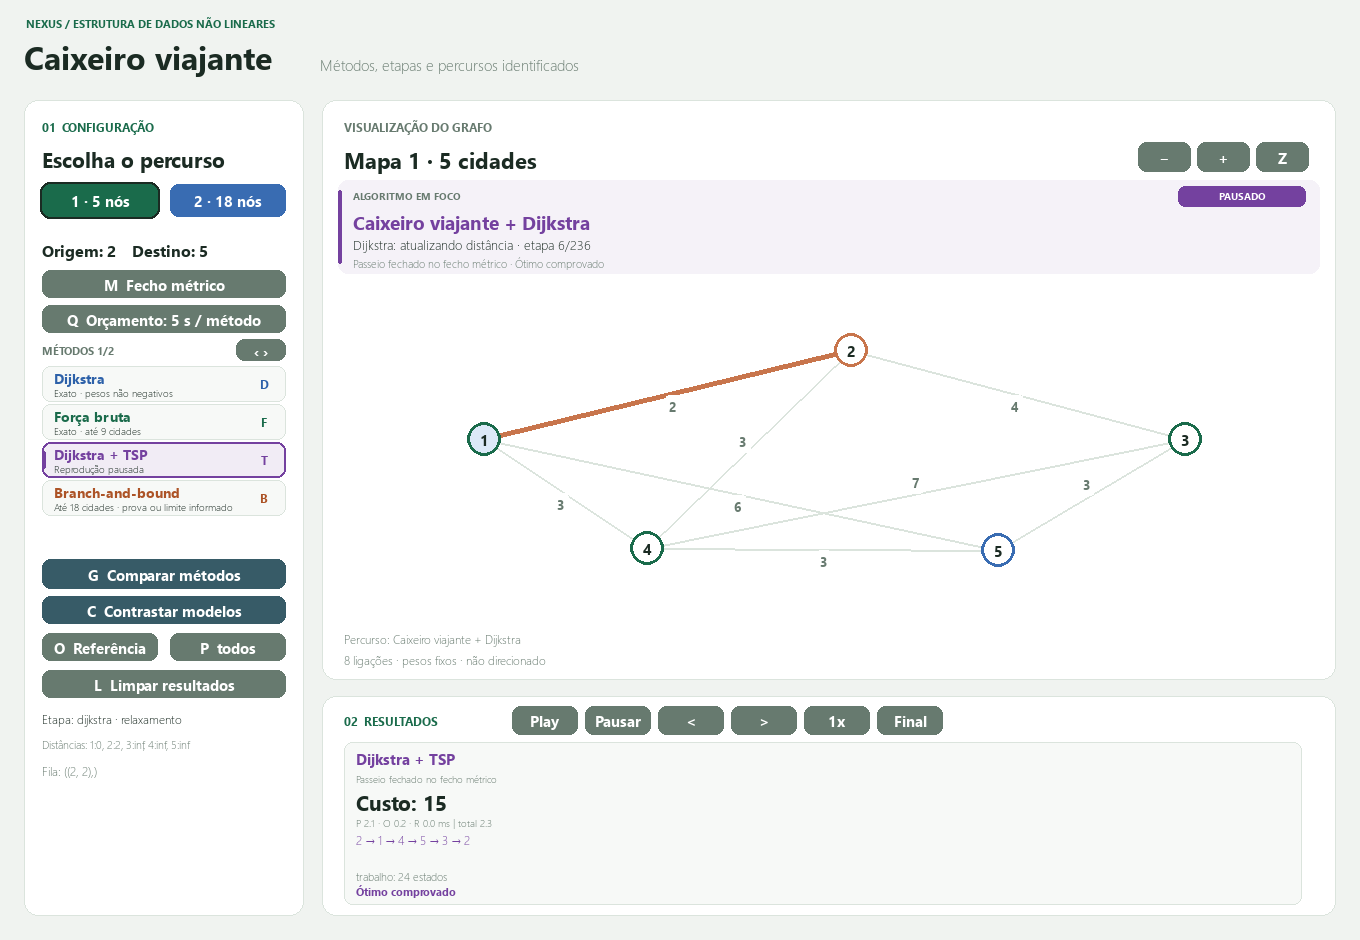 NEXUS / ESTRUTURA DE DADOS NÃO LINEARES
Caixeiro viajante
Métodos, etapas e percursos identificados
01 CONFIGURAÇÃO
Escolha o percurso
1 · 5 nós
2 · 18 nós
Origem: 2 Destino: 5
M Fecho métrico
Q Orçamento: 5 s / método
MÉTODOS 1/2
‹ ›
Dijkstra
D
Exato · pesos não negativos
Força bruta
F
Exato · até 9 cidades
Dijkstra + TSP
T
Reprodução pausada
Branch-and-bound
B
Até 18 cidades · prova ou limite informado
G Comparar métodos
C Contrastar modelos
O Referência
P todos
L Limpar resultados
Etapa: dijkstra · relaxamento
Distâncias: 1:0, 2:2, 3:inf, 4:inf, 5:inf
Fila: ((2, 2),)
VISUALIZAÇÃO DO GRAFO
Mapa 1 · 5 cidades
−
+
Z
ALGORITMO EM FOCO
PAUSADO
Caixeiro viajante + Dijkstra
Dijkstra: atualizando distância · etapa 6/236
Passeio fechado no fecho métrico · Ótimo comprovado
2
2
4
1
3
3
3
7
3
6
3
4
5
3
Percurso: Caixeiro viajante + Dijkstra
8 ligações · pesos fixos · não direcionado
02 RESULTADOS
Play
Pausar
<
>
1x
Final
Dijkstra + TSP
Passeio fechado no fecho métrico
Custo: 15
P 2.1 · O 0.2 · R 0.0 ms | total 2.3
2 → 1 → 4 → 5 → 3 → 2
trabalho: 24 estados
Ótimo comprovado